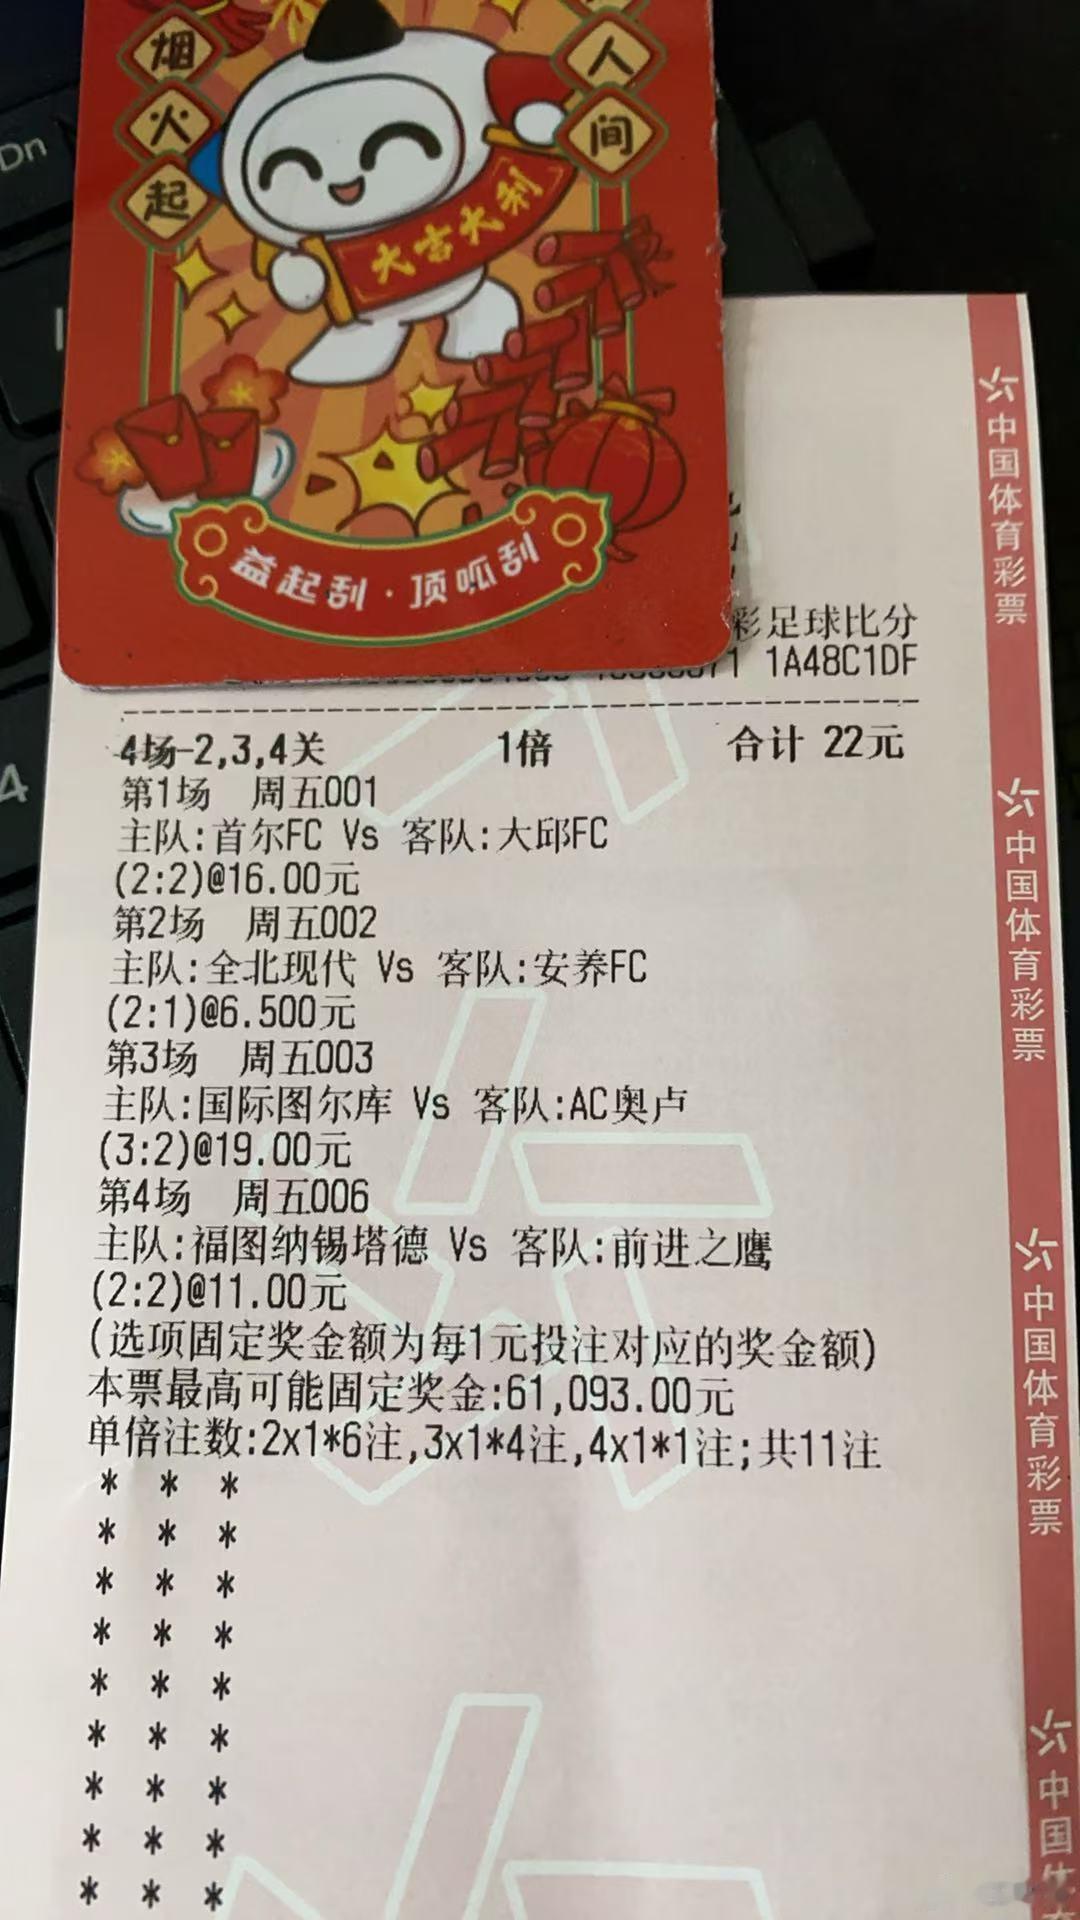 烟
火
起
人
间
大吉大利
益起刮·顶呱刮
彩足球比分
1A48C1DF
4场-2,3,4关 1倍 合计 22元
第1场 周五001
主队:首尔FC Vs 客队:大邱FC
(2:2)@16.00元
第2场 周五002
主队:全北现代 Vs 客队:安养FC
(2:1)@6.500元
第3场 周五003
主队:国际图尔库 Vs 客队:AC奥卢
(3:2)@19.00元
第4场 周五006
主队:福图纳锡塔德 Vs 客队:前进之鹰
(2:2)@11.00元
(选项固定奖金额为每1元投注对应的奖金额)
本票最高可能固定奖金:61,093.00元
单倍注数:2x1*6注,3x1*4注,4x1*1注;共11注
* * *
* * *
* * *
* * *
* * *
* * *
* * *
* * *
* * *
中国体育彩票
中国体育彩票
中国体育彩票
中国体
Dn
4